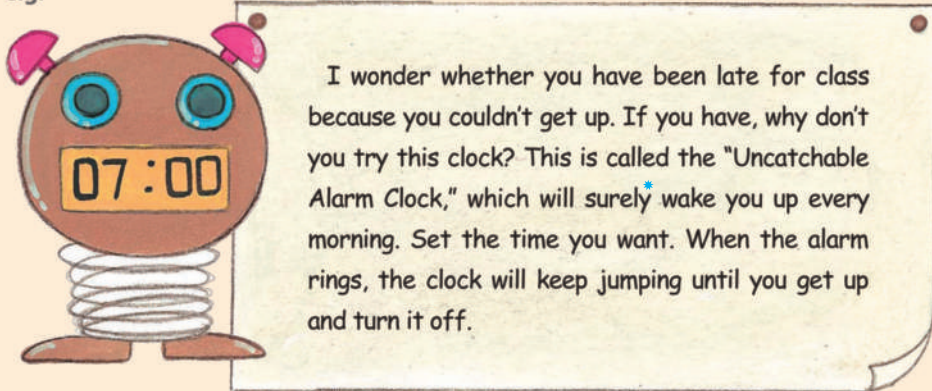 07:00
I wonder whether you have been late for class
because you couldn't get up. If you have, why don't
you try this clock? This is called the "Uncatchable
Alarm Clock," which will surely wake you up every
morning. Set the time you want. When the alarm
rings, the clock will keep jumping until you get up
and turn it off.